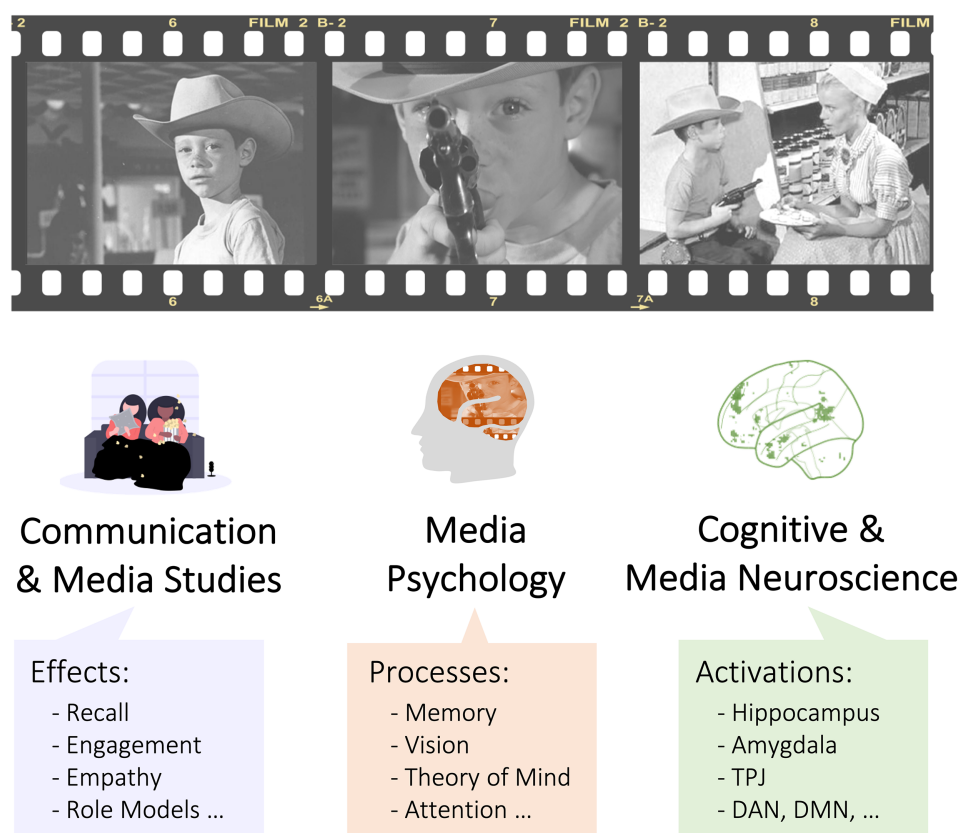 2 6 FILM 2 B- 2 7 FILM 2 B- 2 8 FILM
6 6A 7 7A 8
Communication
& Media Studies
Media
Psychology
Cognitive &
Media Neuroscience
Effects:
- Recall
- Engagement
- Empathy
- Role Models ...
Processes:
- Memory
- Vision
- Theory of Mind
- Attention ...
Activations:
- Hippocampus
- Amygdala
- TPJ
- DAN, DMN, ...